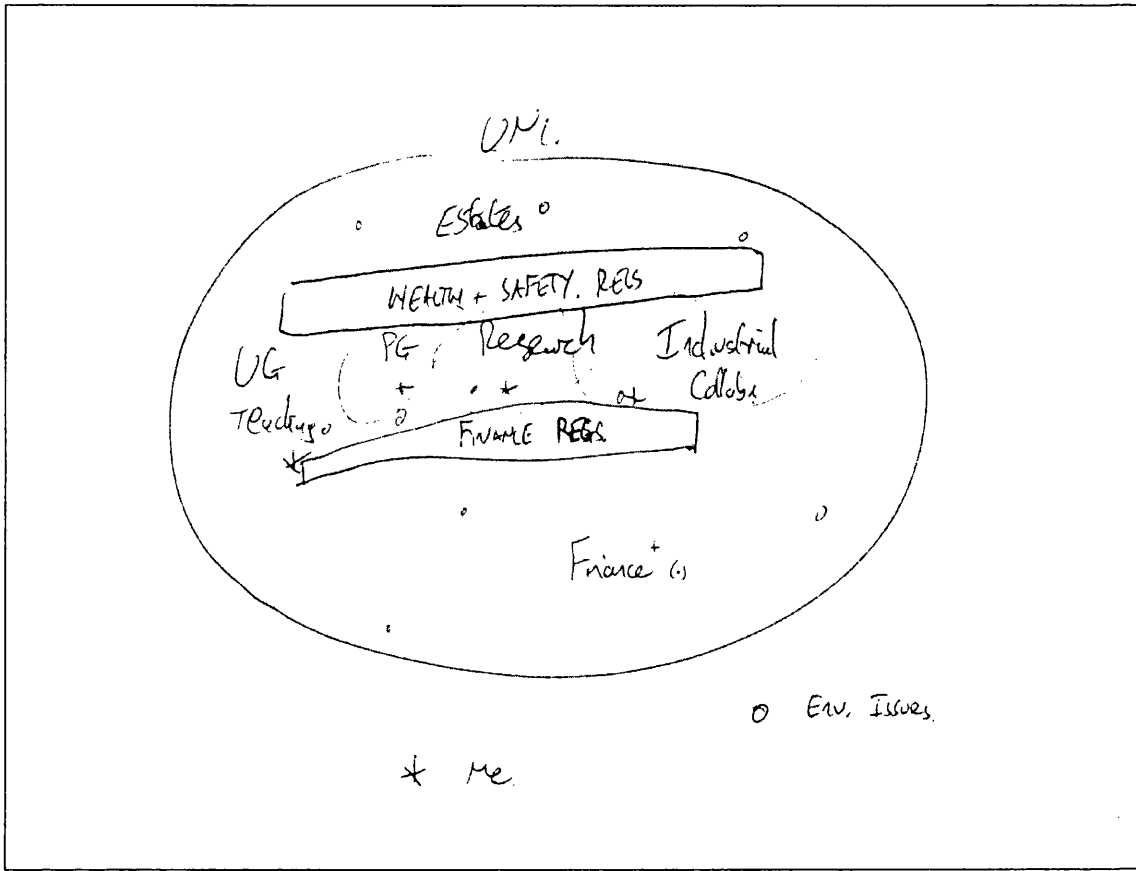 UNI.
Estates
HEALTH + SAFETY. REGS
UG
Teaching
PG
Research
Industrial
Collabs
FINANCE REGS.
Finance
Env. Issues.
Me.